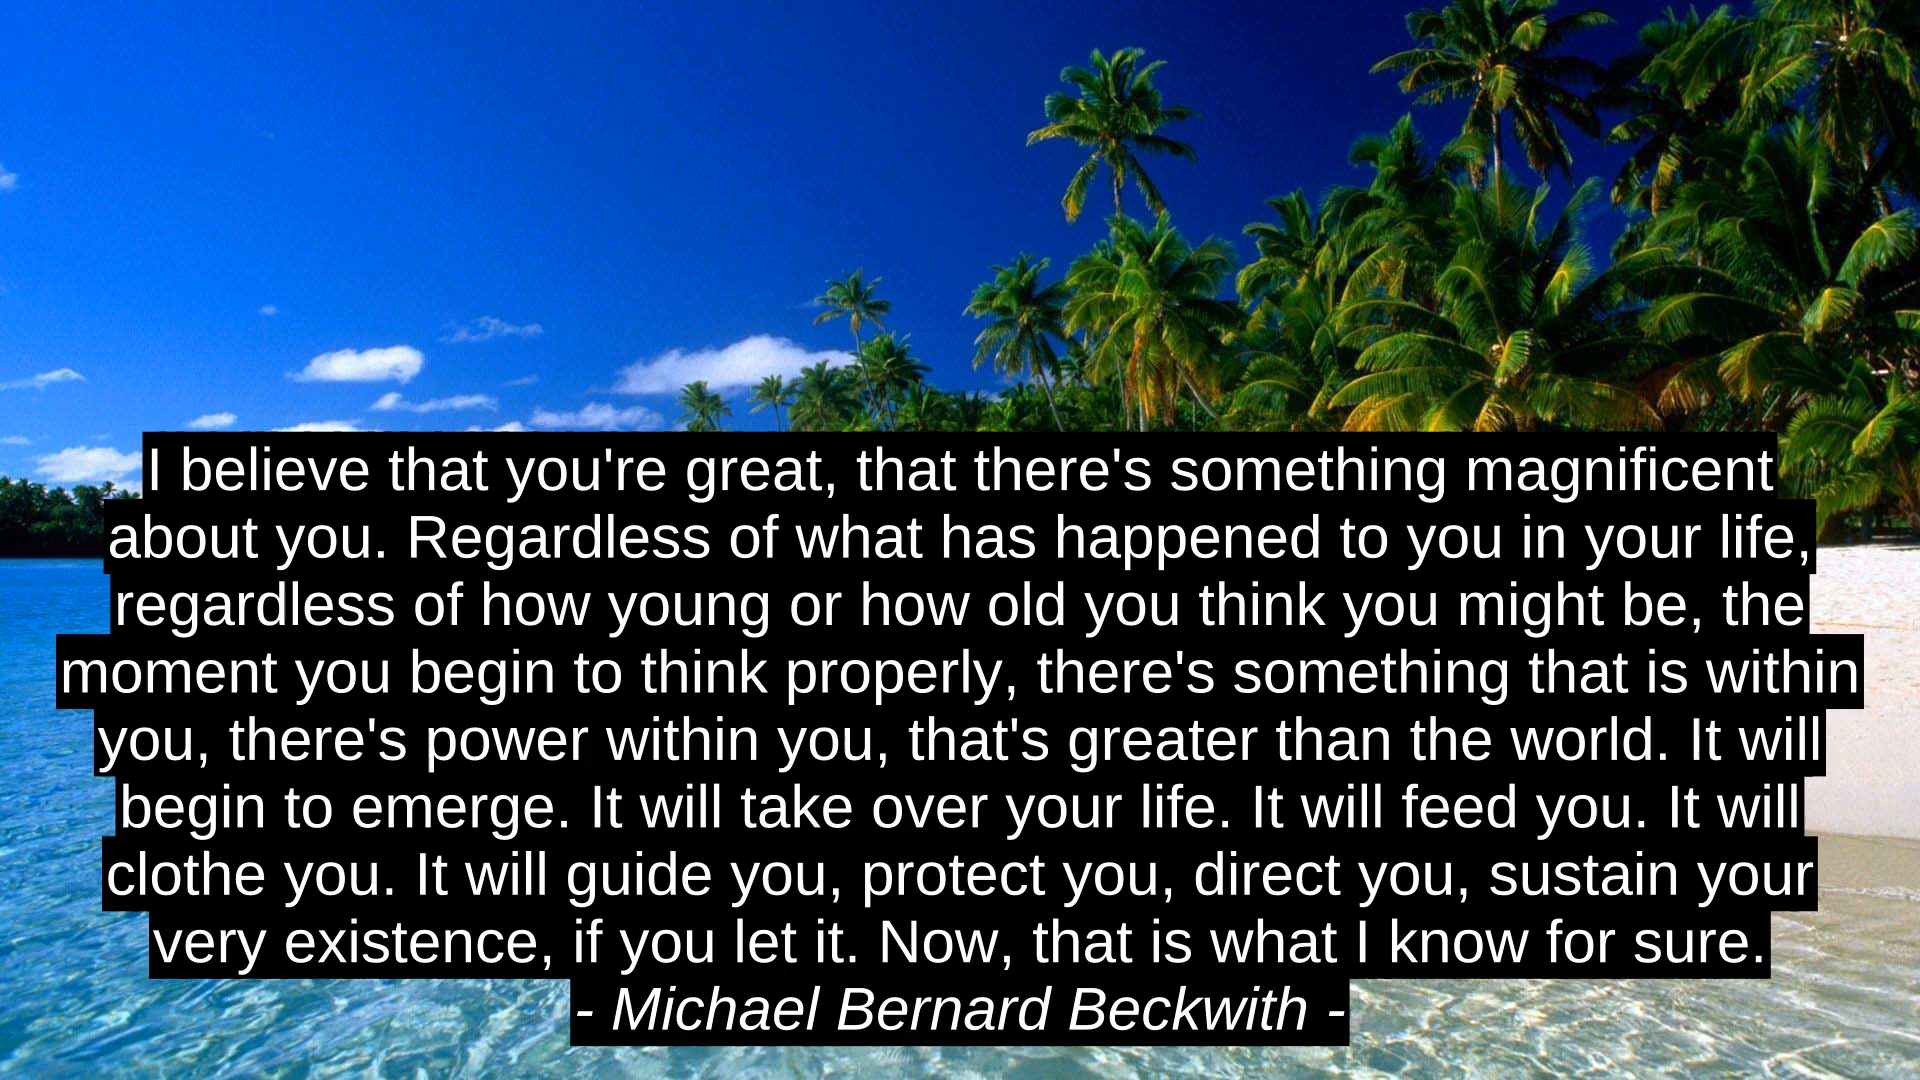 I believe that you're great, that there's something magnificent
about you. Regardless of what has happened to you in your life,
regardless of how young or how old you think you might be, the
moment you begin to think properly, there's something that is within
you, there's power within you, that's greater than the world. It will
begin to emerge. It will take over your life. It will feed you. It will
clothe you. It will guide you, protect you, direct you, sustain your
very existence, if you let it. Now, that is what I know for sure.
- Michael Bernard Beckwith -